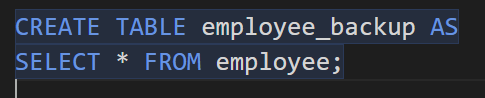 CREATE TABLE employee_backup AS
SELECT * FROM employee;